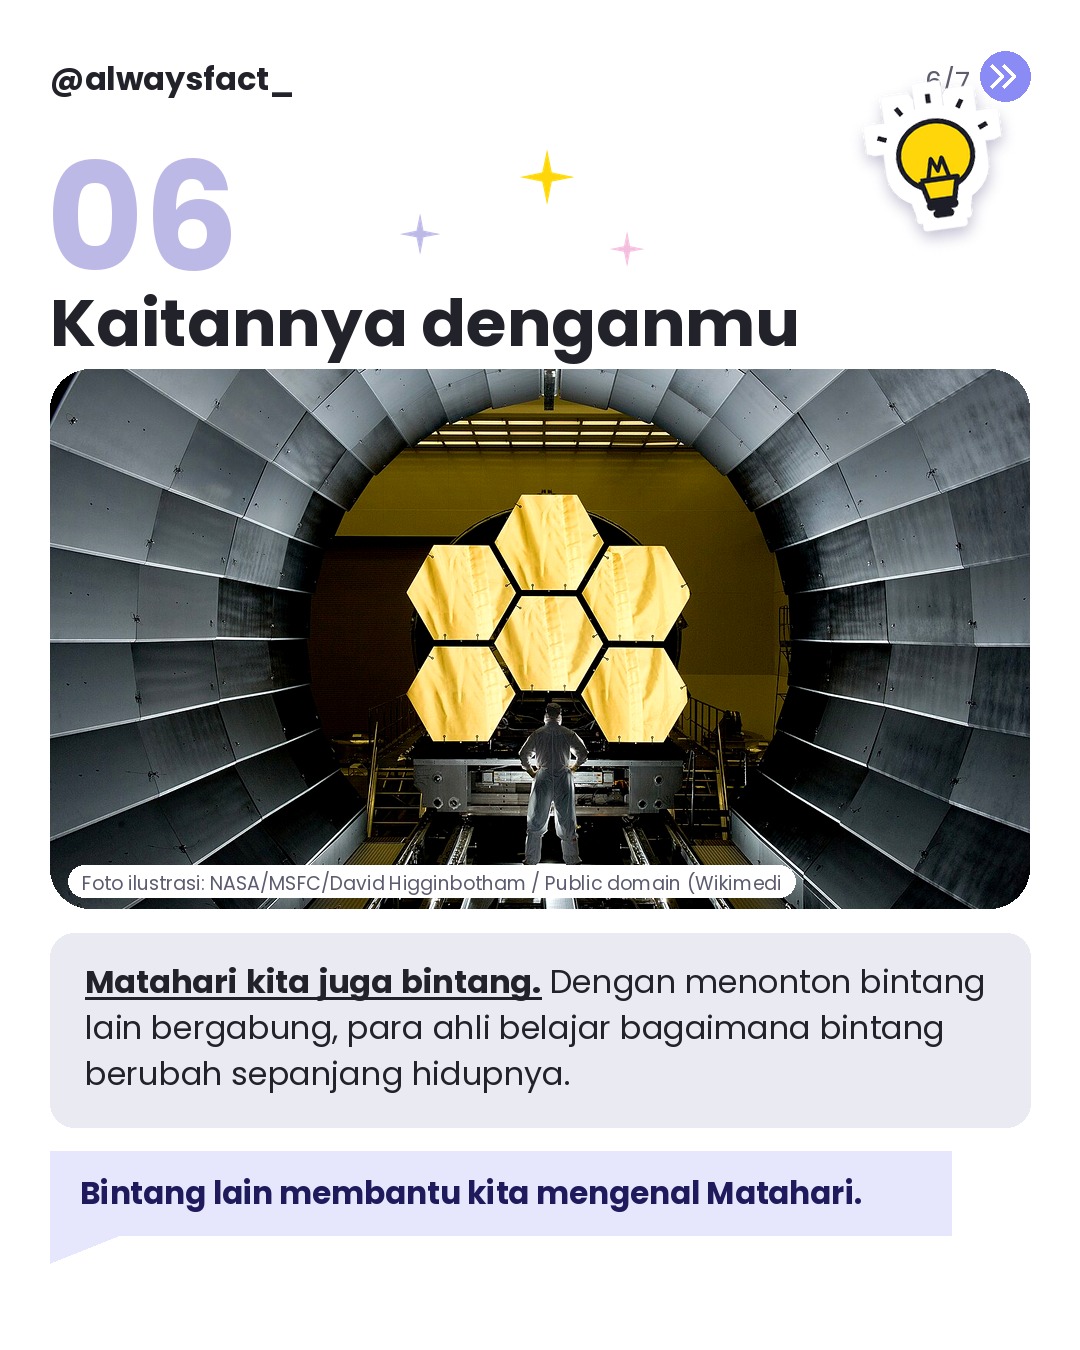 @alwaysfact_
6/7
06
Kaitannya denganmu
Foto ilustrasi: NASA/MSFC/David Higginbotham / Public domain (Wikimedi
Matahari kita juga bintang. Dengan menonton bintang
lain bergabung, para ahli belajar bagaimana bintang
berubah sepanjang hidupnya.
Bintang lain membantu kita mengenal Matahari.